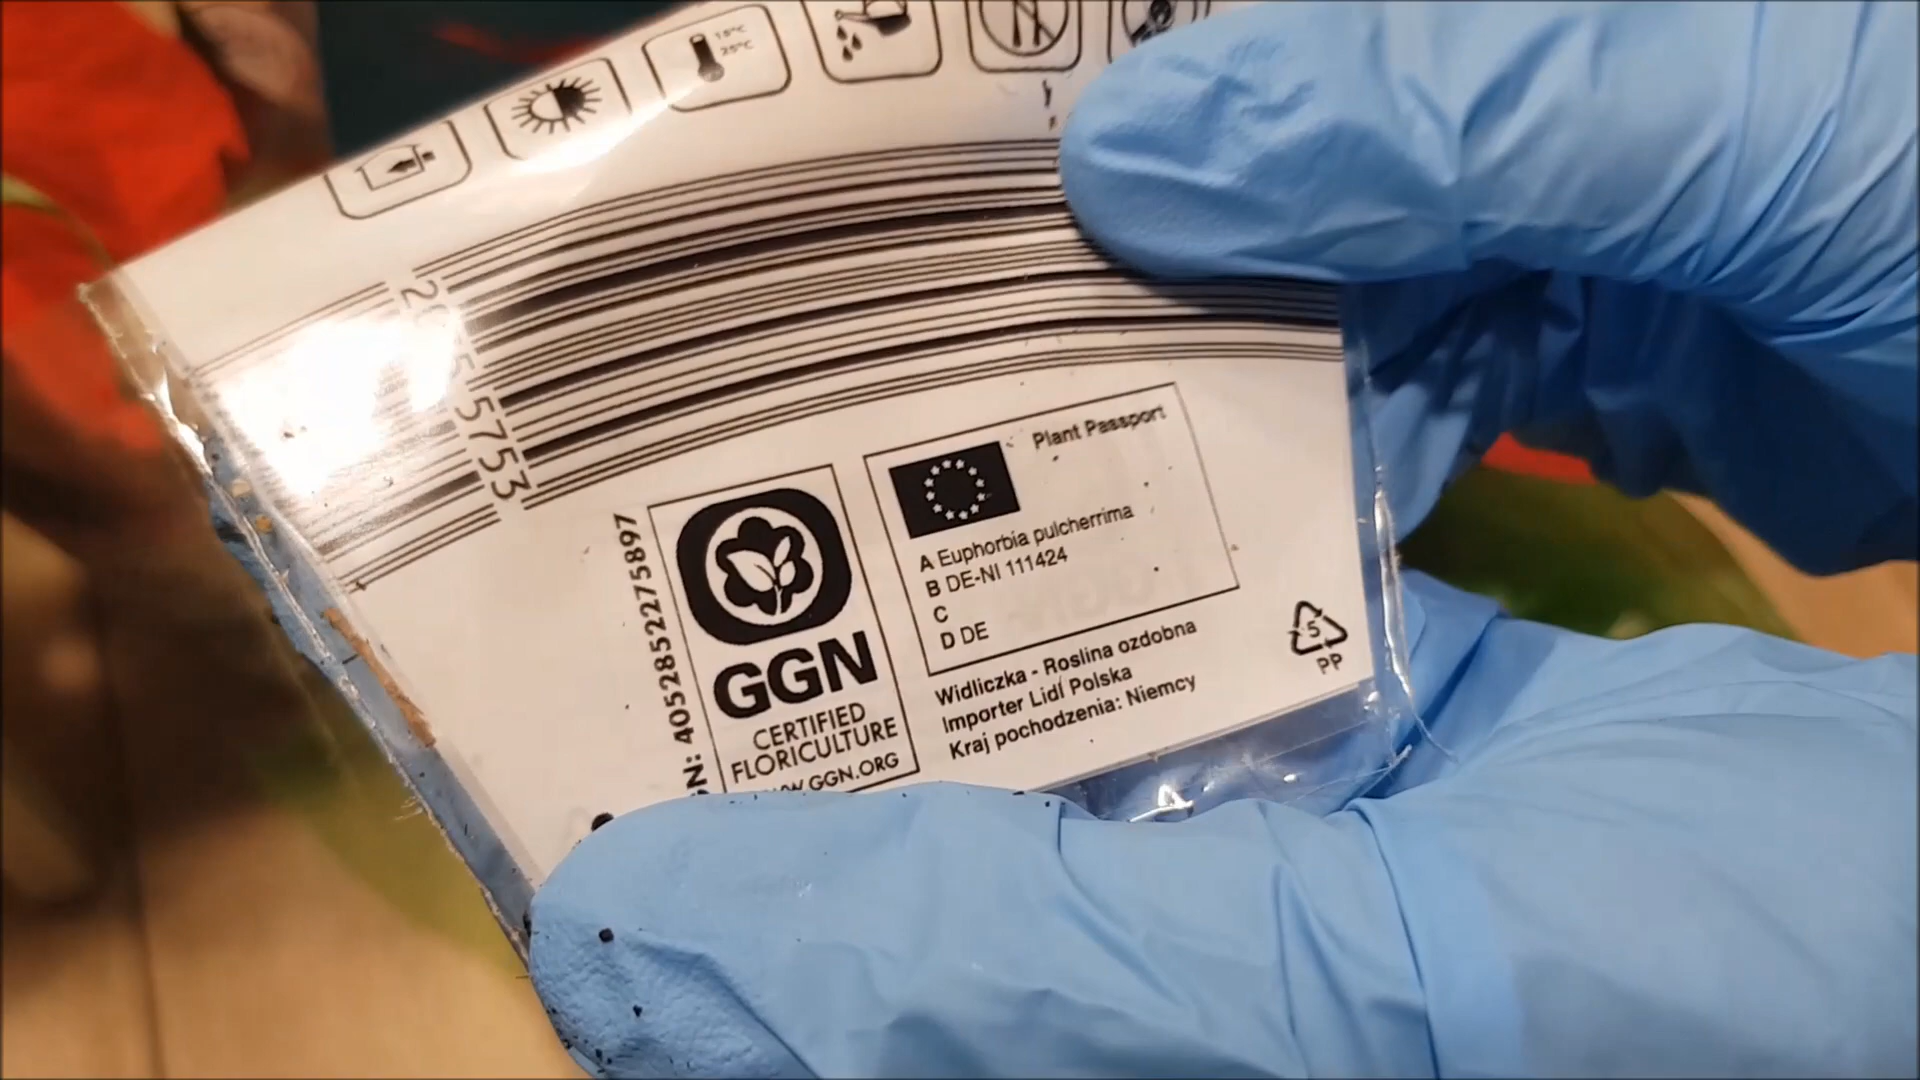 15°C
25°C
5753
GGN
CERTIFIED
FLORICULTURE
GGN.ORG
4052852275897
Plant Passport
A Euphorbia pulcherrima
B DE-NI 111424
C
D DE
Widliczka - Roslina ozdobna
Importer Lidl Polska
Kraj pochodzenia: Niemcy
5
PP